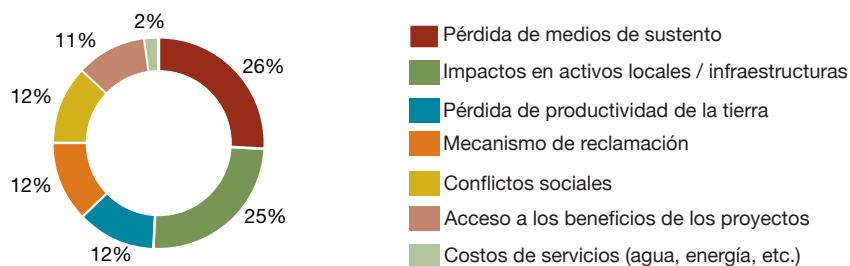 2%
11%
26%
12%
12%
12%
25%
Pérdida de medios de sustento
Impactos en activos locales / infraestructuras
Pérdida de productividad de la tierra
Mecanismo de reclamación
Conflictos sociales
Acceso a los beneficios de los proyectos
Costos de servicios (agua, energía, etc.)